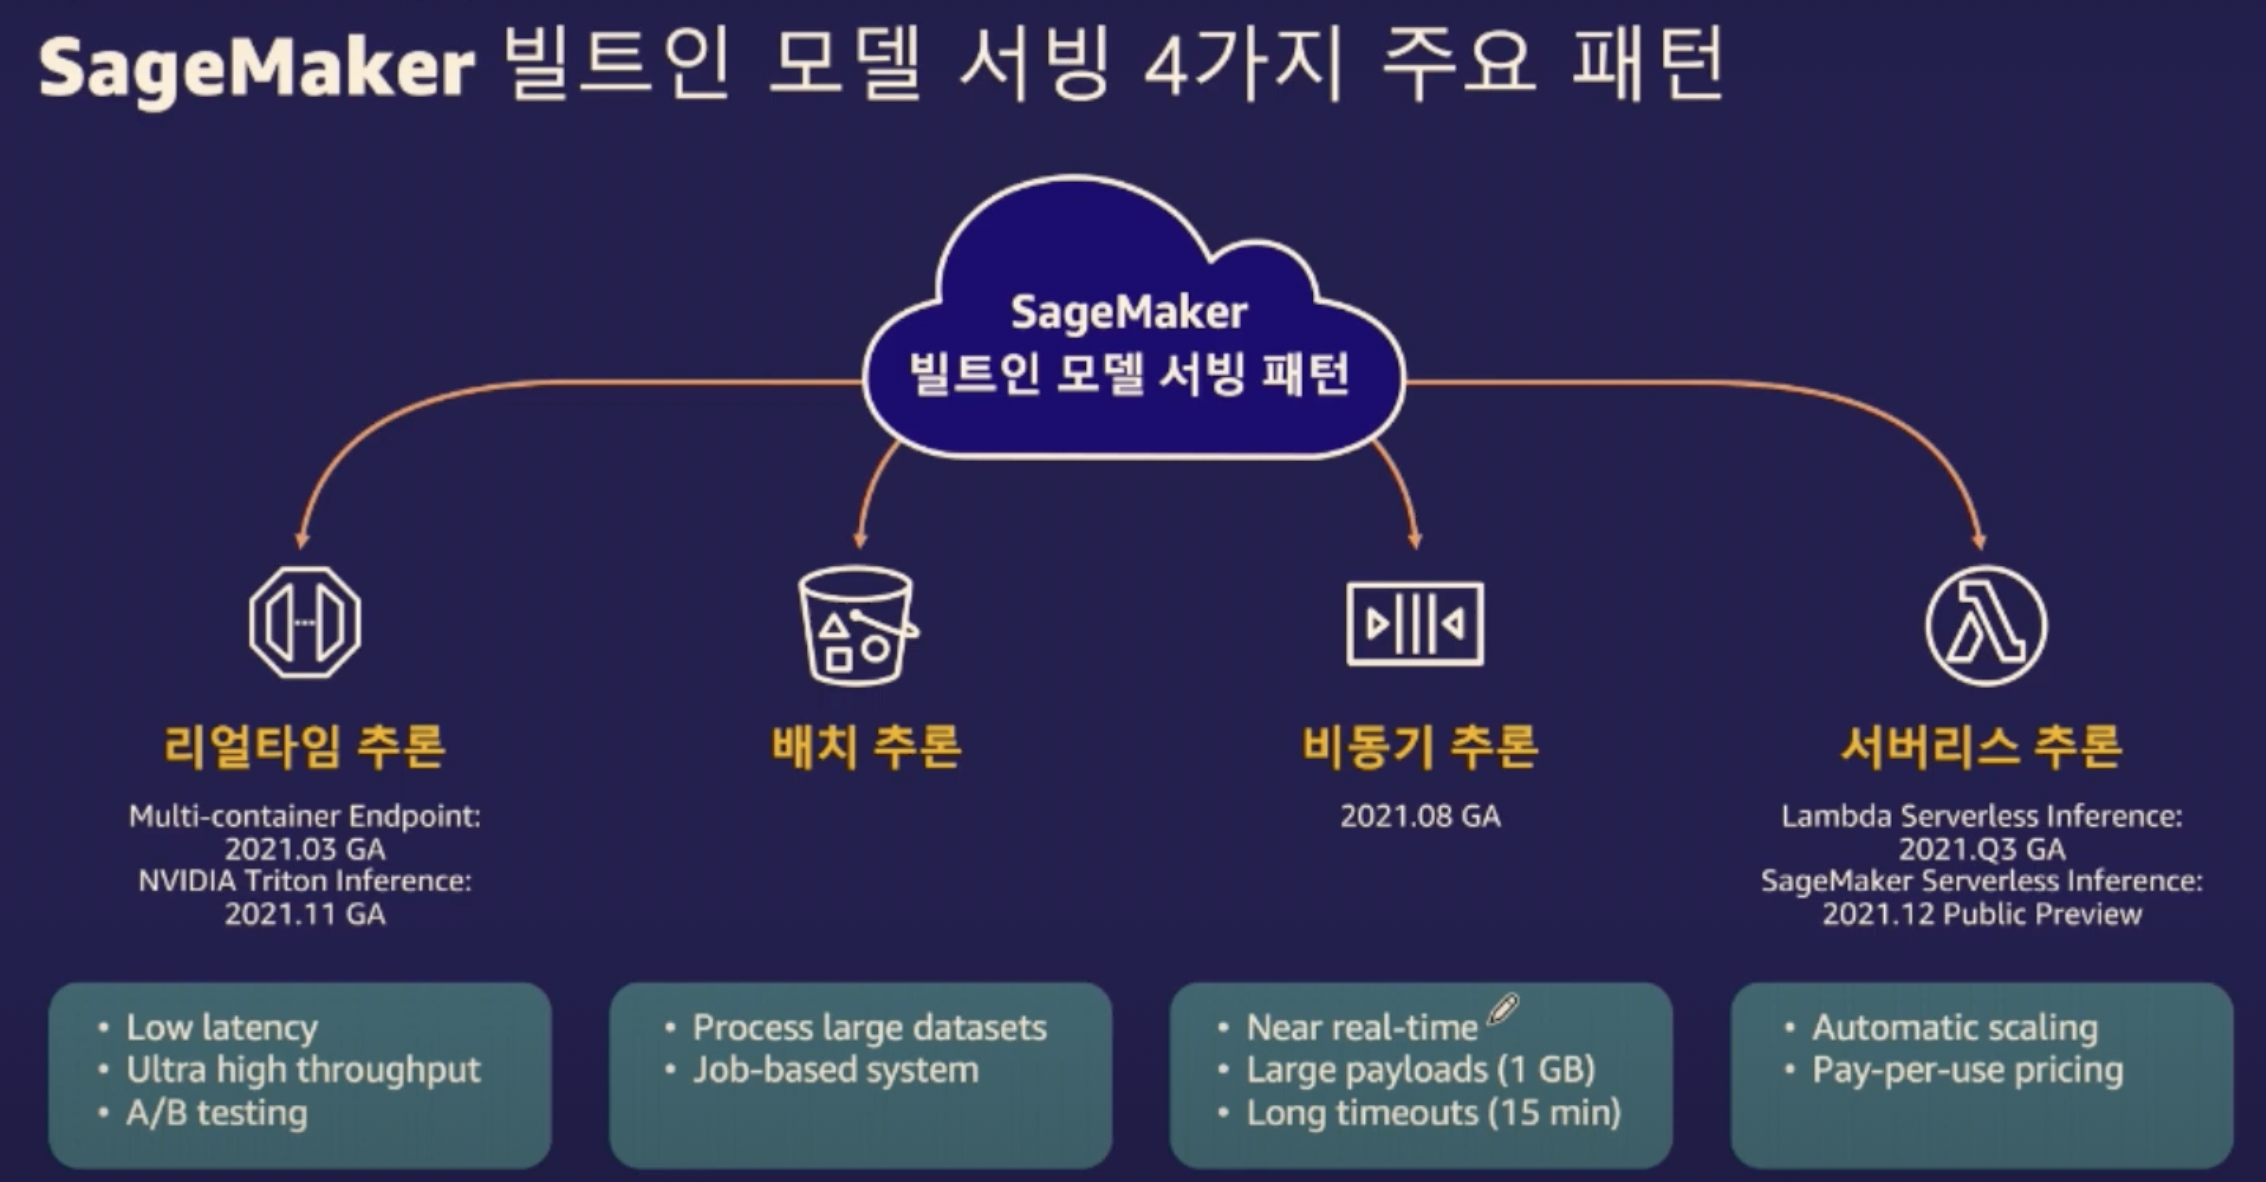 SageMaker 빌트인 모델 서빙 4가지 주요 패턴
SageMaker
빌트인 모델 서빙 패턴
리얼타임 추론
Multi-container Endpoint:
2021.03 GA
NVIDIA Triton Inference:
2021.11 GA
• Low latency
• Ultra high throughput
• A/B testing
배치 추론
• Process large datasets
• Job-based system
비동기 추론
2021.08 GA
• Near real-time
• Large payloads (1 GB)
• Long timeouts (15 min)
서버리스 추론
Lambda Serverless Inference:
2021.Q3 GA
SageMaker Serverless Inference:
2021.12 Public Preview
• Automatic scaling
• Pay-per-use pricing